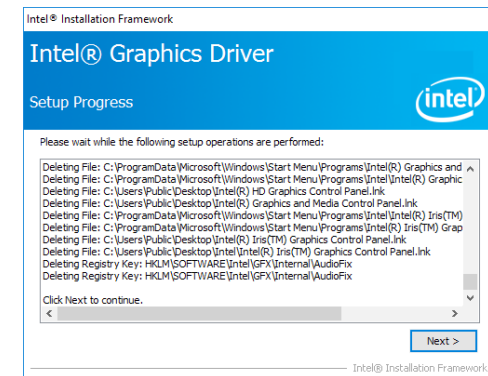 Intel® Installation Framework
Intel® Graphics Driver
Setup Progress
intel
Please wait while the following setup operations are performed:
Deleting File: C:\ProgramData\Microsoft\Windows\Start Menu\Programs\Intel(R) Graphics and
Deleting File: C:\ProgramData\Microsoft\Windows\Start Menu\Programs\Intel\Intel(R) Graphic
Deleting File: C:\Users\Public\Desktop\Intel(R) HD Graphics Control Panel.lnk
Deleting File: C:\Users\Public\Desktop\Intel(R) Graphics and Media Control Panel.lnk
Deleting File: C:\ProgramData\Microsoft\Windows\Start Menu\Programs\Intel\Intel(R) Iris(TM)
Deleting File: C:\ProgramData\Microsoft\Windows\Start Menu\Programs\Intel(R) Iris(TM) Grap
Deleting File: C:\Users\Public\Desktop\Intel(R) Iris(TM) Graphics Control Panel.lnk
Deleting File: C:\Users\Public\Desktop\Intel\Intel(R) Iris(TM) Graphics Control Panel.lnk
Deleting Registry Key: HKLM\SOFTWARE\Intel\GFX\Internal\AudioFix
Deleting Registry Key: HKLM\SOFTWARE\Intel\GFX\Internal\AudioFix
Click Next to continue.
Next >
Intel® Installation Framework